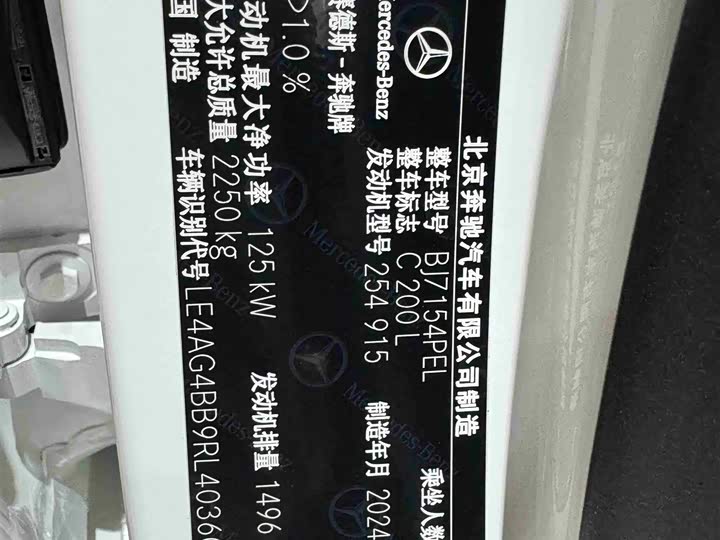 北京奔驰汽车有限公司制造
Mercedes-Benz
整车型号 BJ7154PEL 乘坐人数
整车标志 C 200 L
德斯-奔驰牌 发动机型号 254 915 制造年月 2024
>1.0 %
动机最大净功率 125 kW 发动机排量 1496
大允许总质量 2250 kg
国 制造 车辆识别代号 LE4AG4BB9RL4036